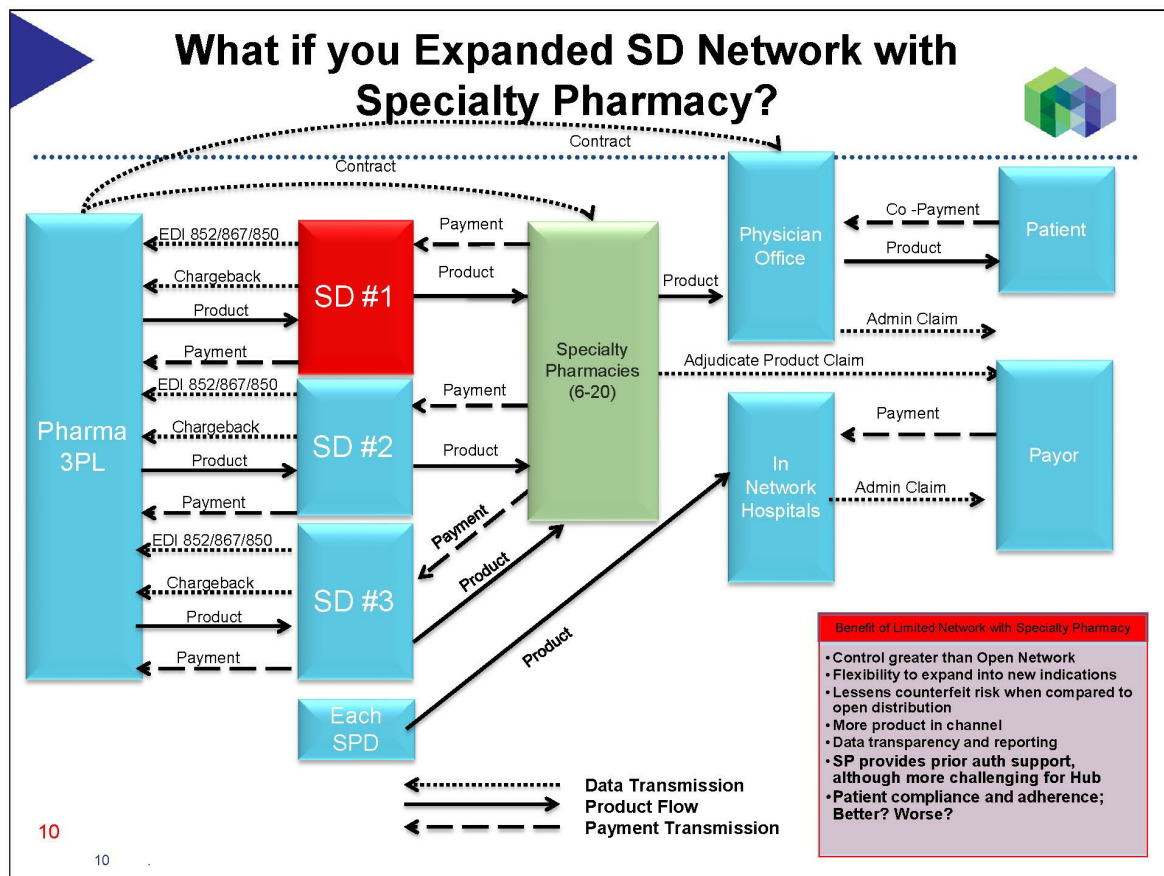 What if you Expanded SD Network with
Specialty Pharmacy?
Contract
Contract
EDI 852/867/850
Chargeback
Product
Payment
EDI 852/867/850
Chargeback
Product
Payment
EDI 852/867/850
Chargeback
Product
Payment
Pharma
3PL
SD #1
SD #2
SD #3
Each
SPD
Payment
Product
Payment
Product
Payment
Product
Product
Specialty
Pharmacies
(6-20)
Product
Adjudicate Product Claim
Physician
Office
In
Network
Hospitals
Co -Payment
Product
Admin Claim
Payment
Admin Claim
Patient
Payor
Data Transmission
Product Flow
Payment Transmission
Benefit of Limited Network with Specialty Pharmacy
• Control greater than Open Network
• Flexibility to expand into new indications
• Lessens counterfeit risk when compared to
open distribution
• More product in channel
• Data transparency and reporting
• SP provides prior auth support,
although more challenging for Hub
• Patient compliance and adherence;
Better? Worse?
10
10 .